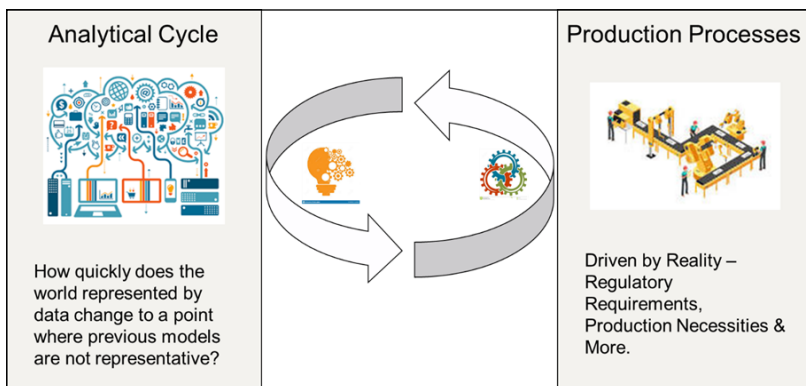 Analytical Cycle
How quickly does the
world represented by
data change to a point
where previous models
are not representative?
Production Processes
Driven by Reality –
Regulatory
Requirements,
Production Necessities &
More.